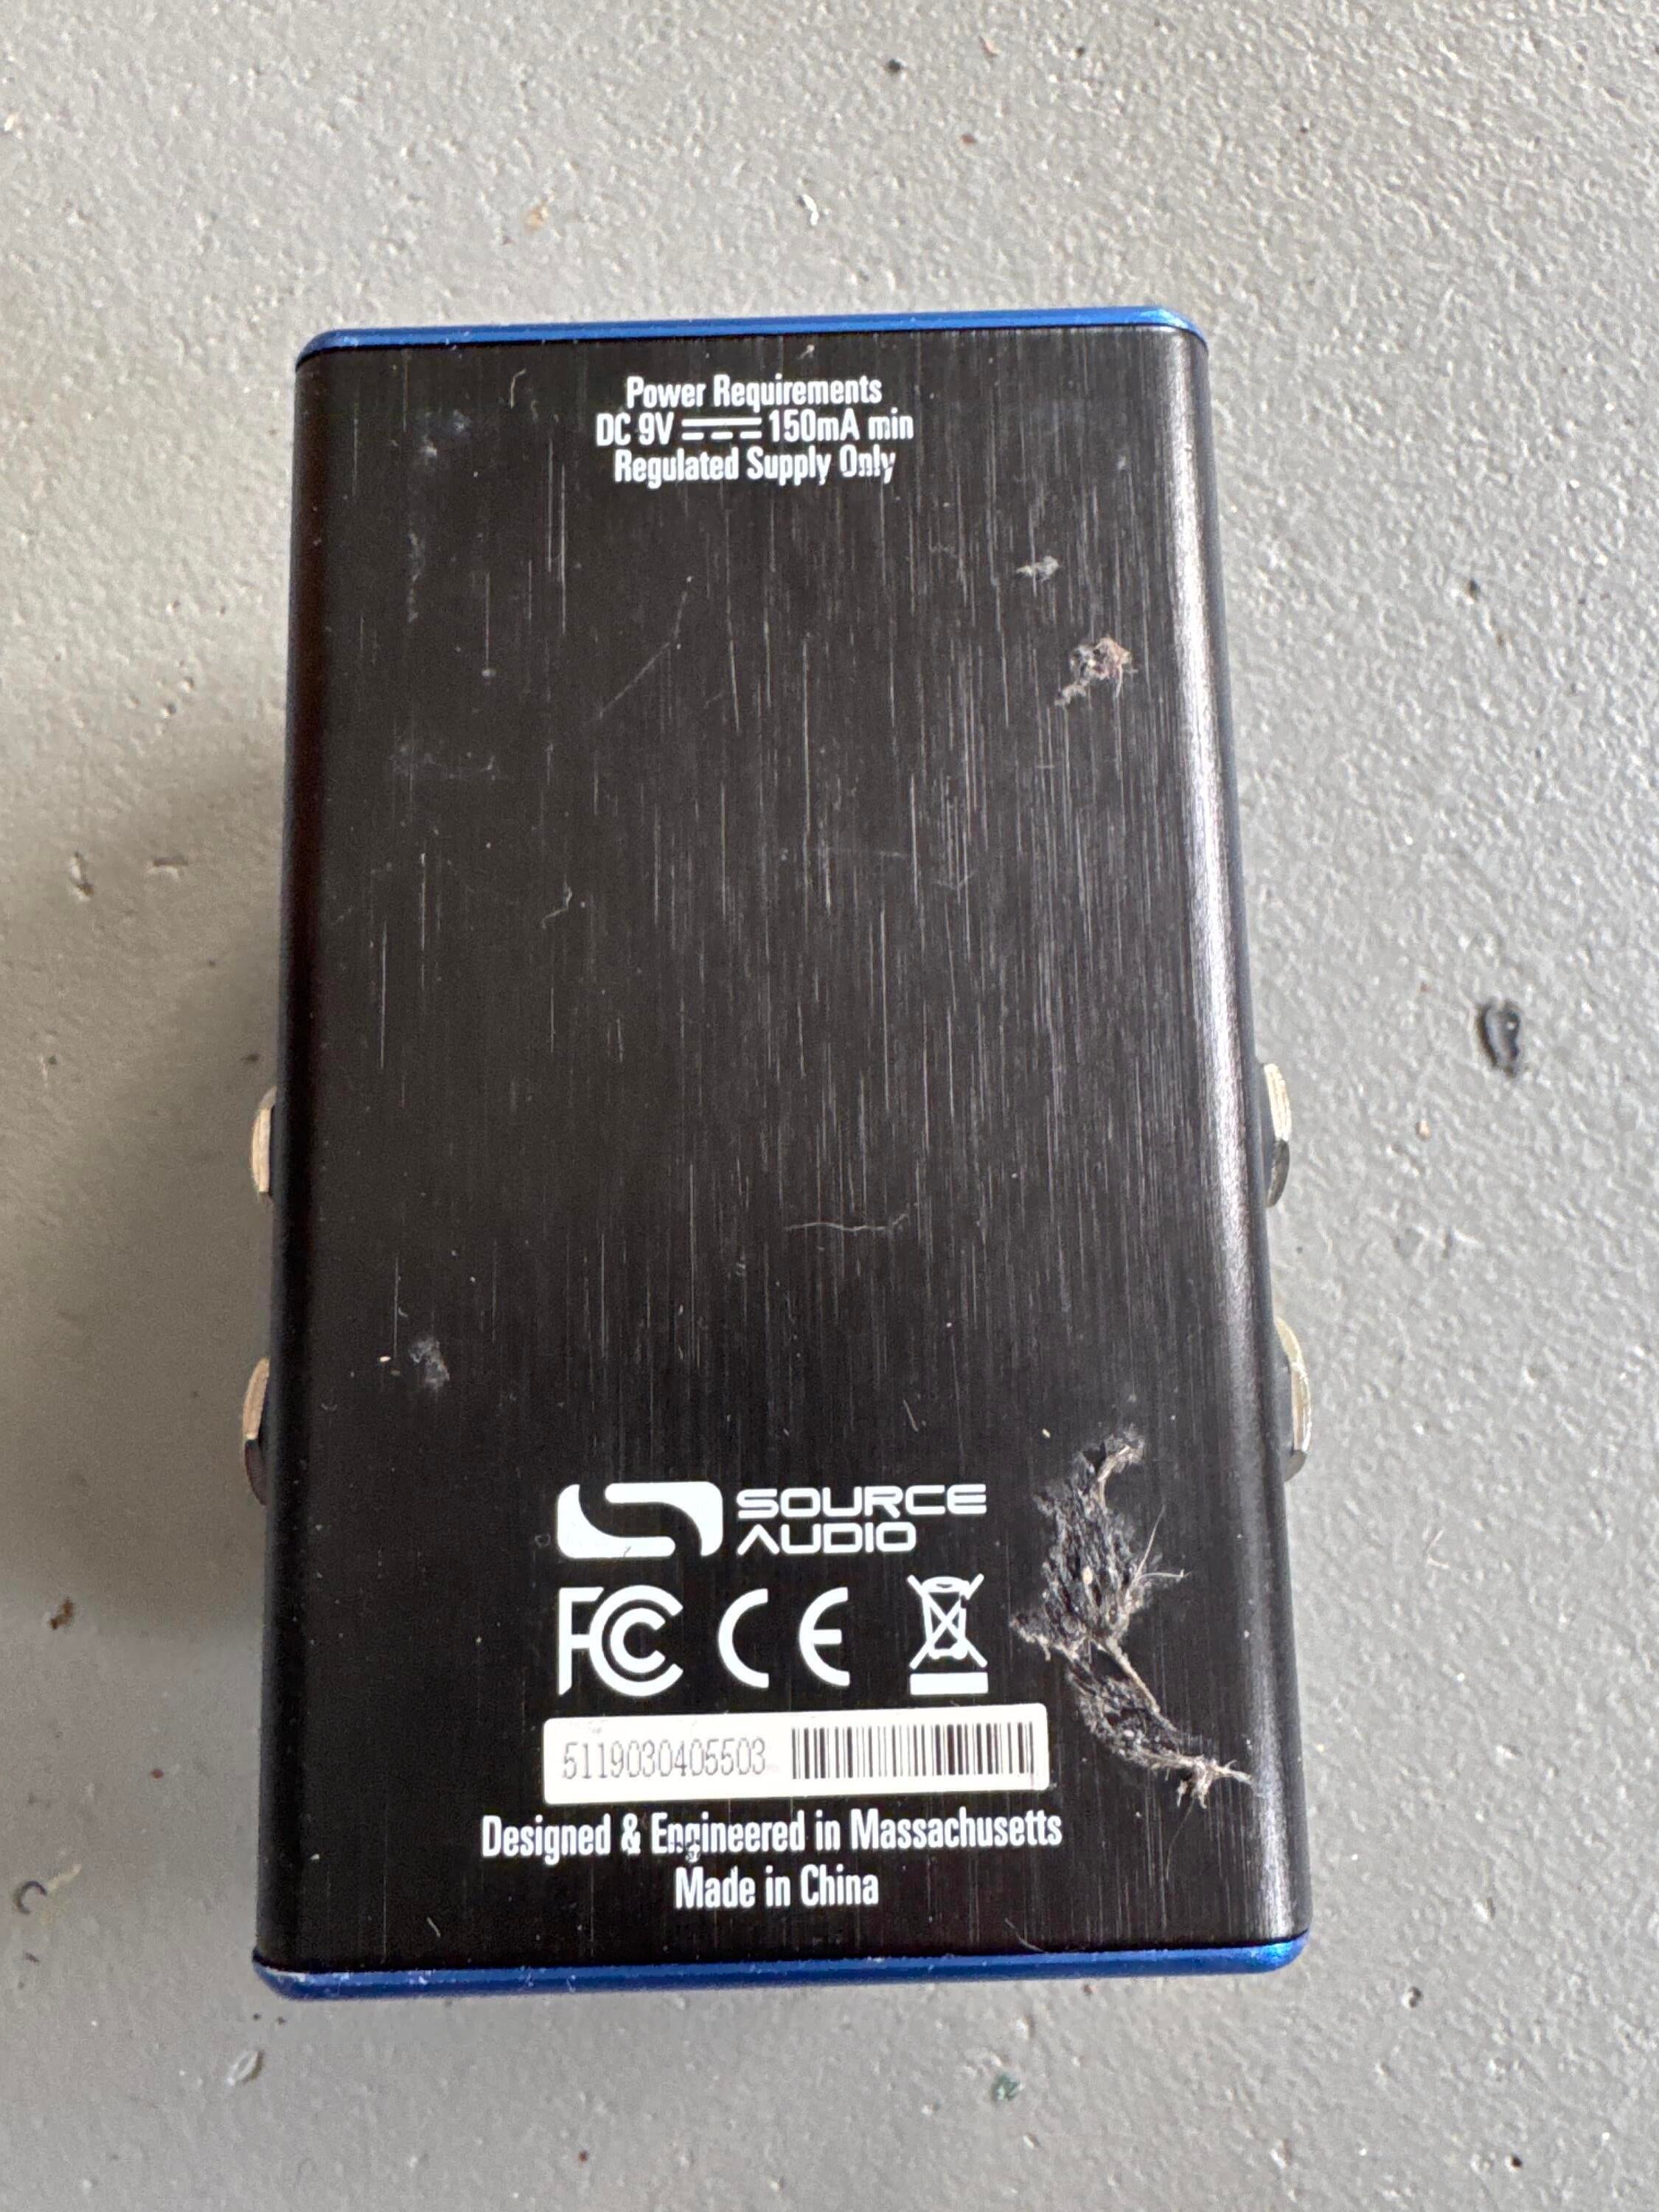 Power Requirements
DC 9V 150mA min
Regulated Supply Only
SOURCE
AUDIO
FC CE
5119030405503
Designed & Engineered in Massachusetts
Made in China